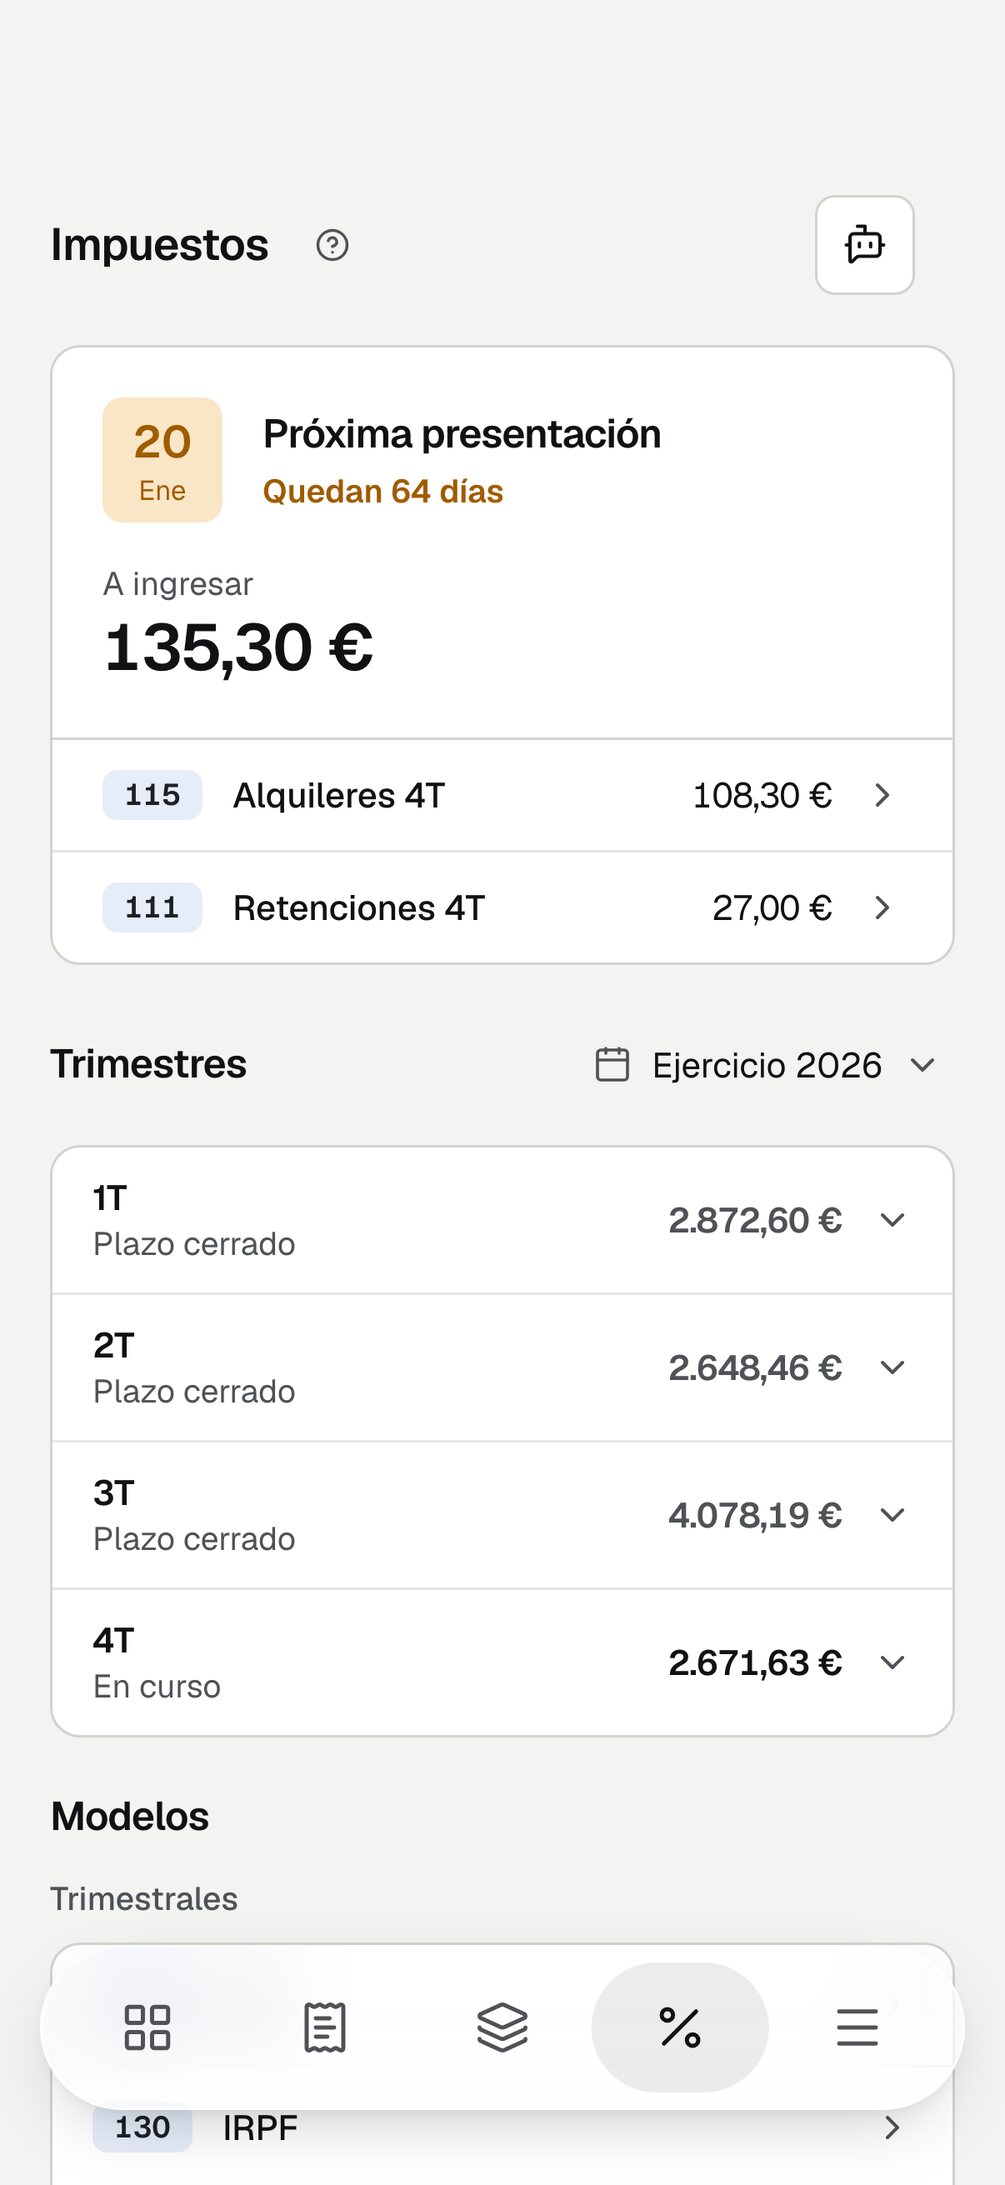 Impuestos
20
Ene
Próxima presentación
Quedan 64 días
A ingresar
135,30 €
115 Alquileres 4T 108,30 €
111 Retenciones 4T 27,00 €
Trimestres Ejercicio 2026
1T
Plazo cerrado
2.872,60 €
2T
Plazo cerrado
2.648,46 €
3T
Plazo cerrado
4.078,19 €
4T
En curso
2.671,63 €
Modelos
Trimestrales
130 IRPF